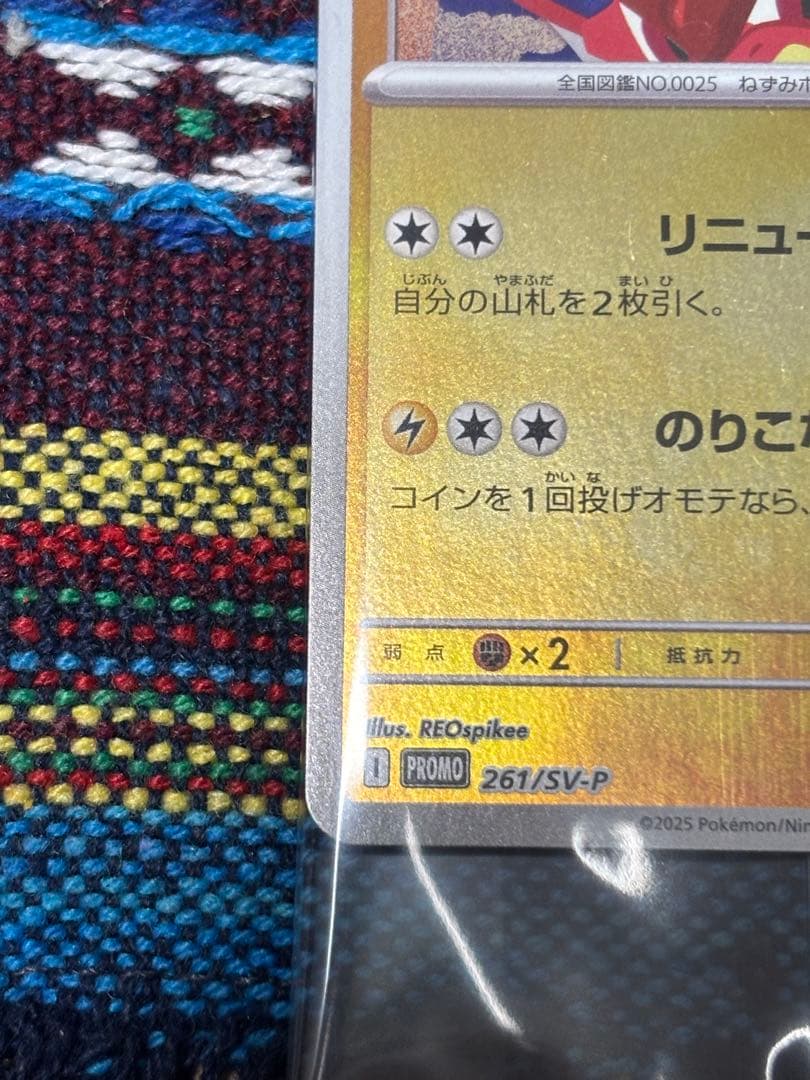 全国図鑑NO.0025 ねずみポ
リニュー
じぶん やまふだ まい ひ
自分の山札を2枚引く。
のりこな
かい な
コインを1回投げオモテなら、
弱点 ×2 抵抗力
Illus. REOspikee
I PROMO 261/SV-P
©2025 Pokémon/Nin